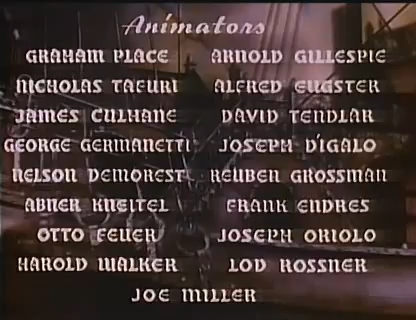 Animators
GRAHAM PLACE ARNOLD GILLESPIE
NICHOLAS TAFURI ALFRED EUGSTER
JAMES CULHANE DAVID TENDLAR
GEORGE GERMANETTI JOSEPH D'IGALO
NELSON DEMOREST REUBEN GROSSMAN
ABNER KNEITEL FRANK ENDRES
OTTO FEUER JOSEPH ORIOLO
HAROLD WALKER LOD ROSSNER
JOE MILLER